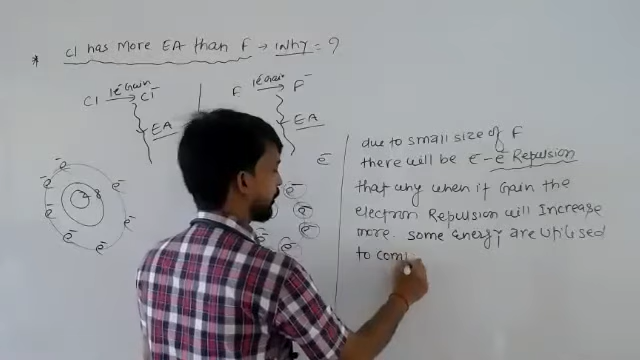 * Cl has More EA than F → Why = ?
Cl 1e⁻ Gain → Cl⁻
EA
F 1e⁻ Gain → F⁻
EA
e⁻
e⁻ e⁻ e⁻ e⁻ e⁻ e⁻ e⁻
e⁻ e⁻ e⁻ e⁻ e⁻
due to small size of F
there will be e⁻-e⁻ Repulsion
that why when it Gain the
electron Repulsion will Increase
more. some energy are utilised
to com